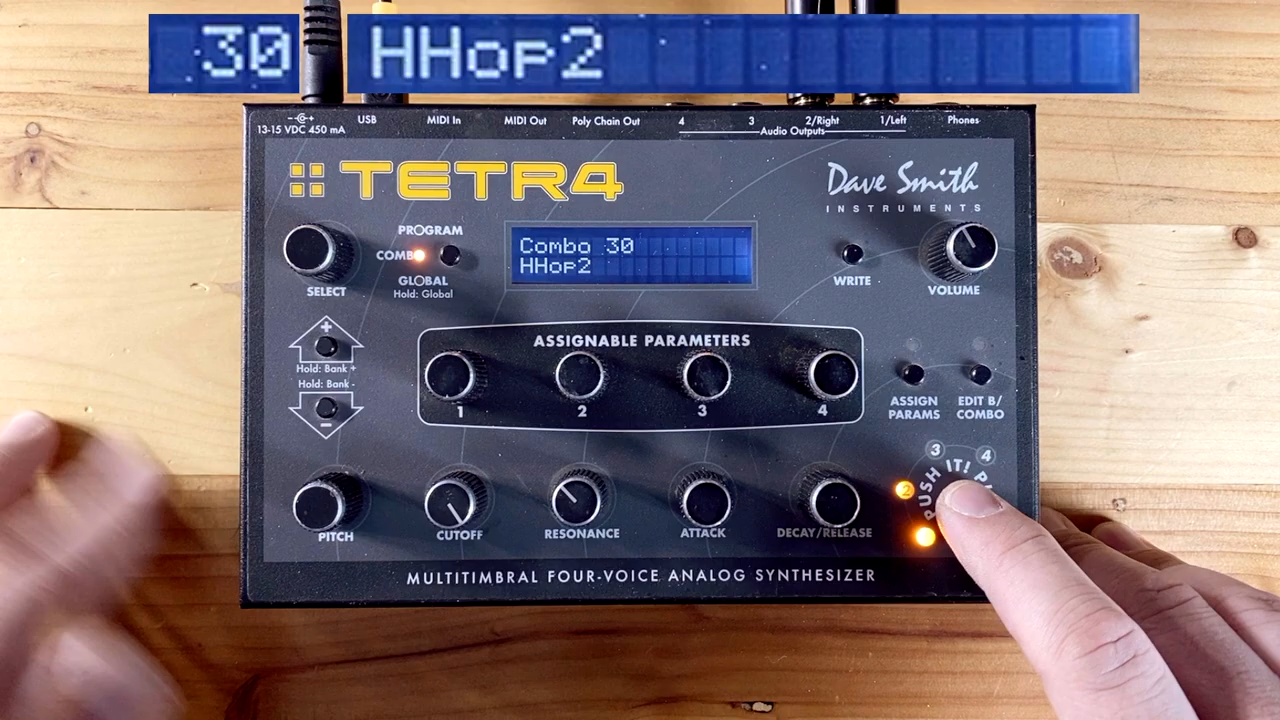 30 HHop2
13-15 VDC 450 mA
USB
MIDI In
MIDI Out
Poly Chain Out
4
3
2/Right
1/Left
Audio Outputs
Phones
TETR4
Dave Smith
INSTRUMENTS
PROGRAM
COMBO
GLOBAL
Hold: Global
Combo 30
HHop2
SELECT
WRITE
VOLUME
+
Hold: Bank +
Hold: Bank -
-
ASSIGNABLE PARAMETERS
1
2
3
4
ASSIGN
PARAMS
EDIT B/
COMBO
3
4
2
PUSH IT!
PITCH
CUTOFF
RESONANCE
ATTACK
DECAY/RELEASE
MULTITIMBRAL FOUR-VOICE ANALOG SYNTHESIZER